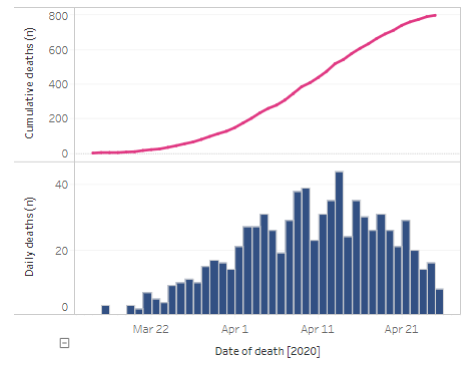 Cumulative deaths (n)
800
600
400
200
0
Daily deaths (n)
40
20
0
Mar 22 Apr 1 Apr 11 Apr 21
Date of death [2020]